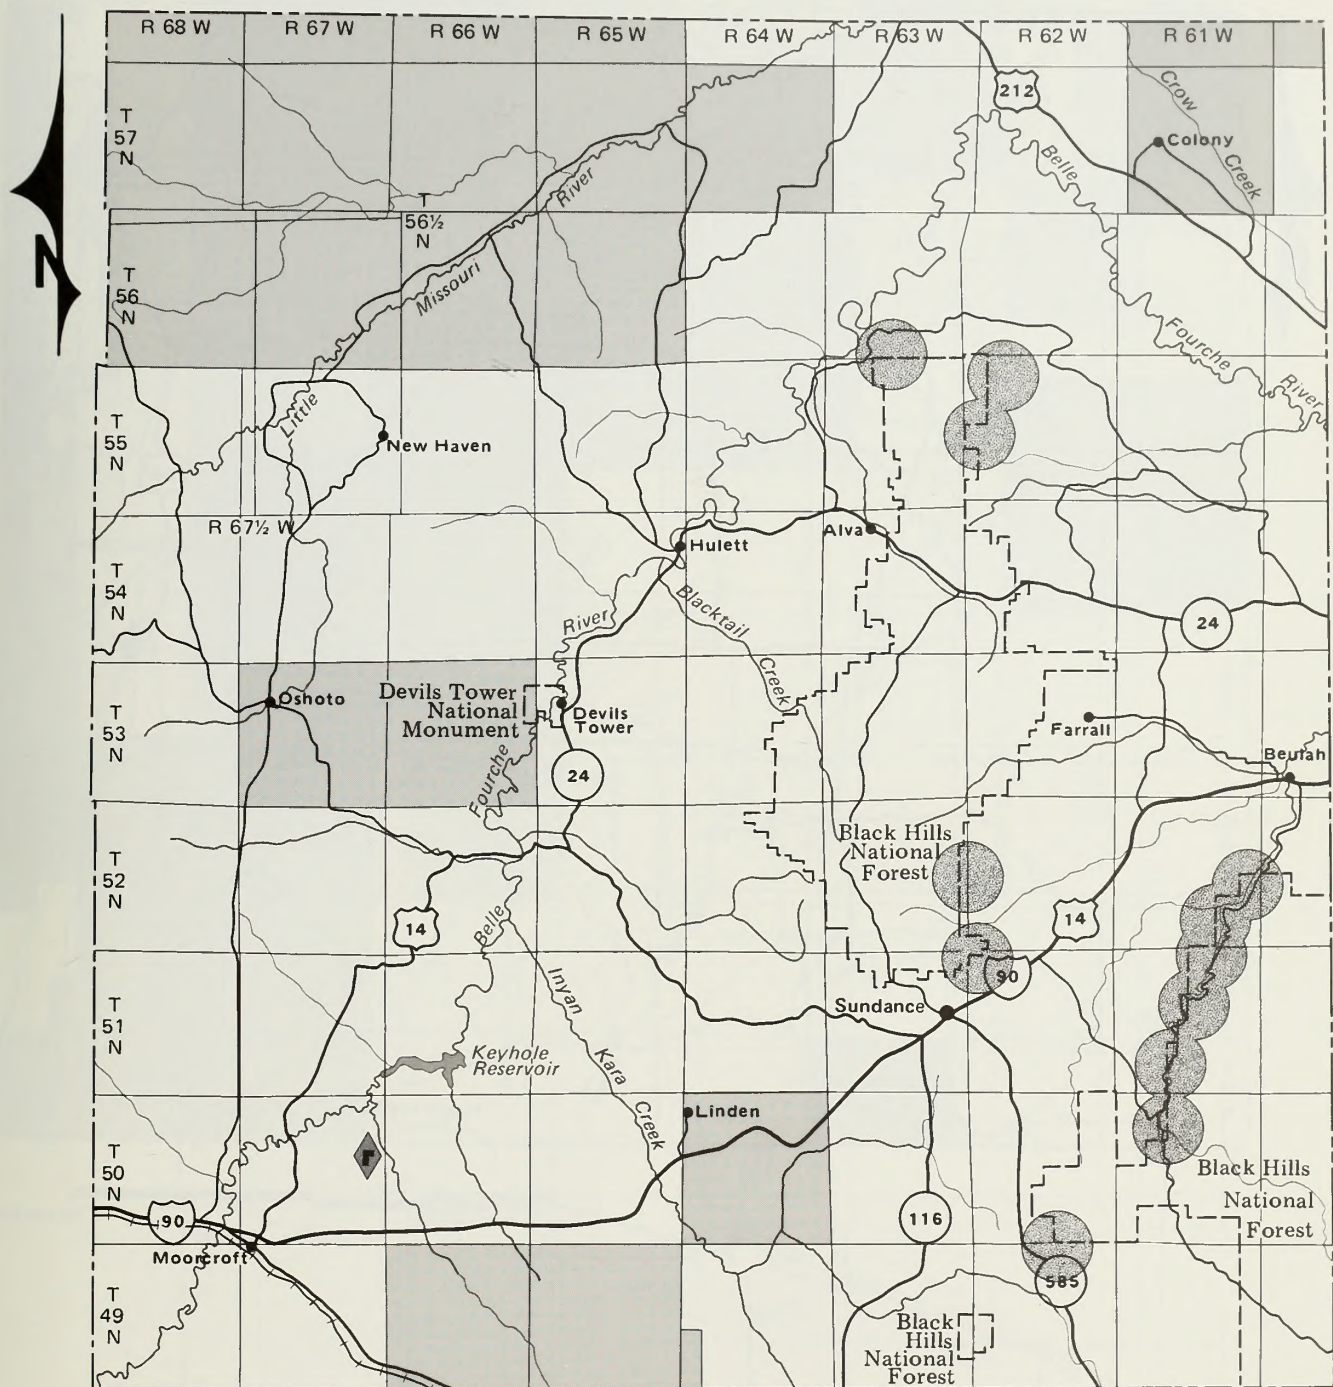 R 68 W
R 67 W
R 66 W
R 65 W
R 64 W
R 63 W
R 62 W
R 61 W
212
Crow
Creek
Colony
T
57
N
River
Belle
T
56½
N
N
Missouri
T
56
N
Fourche
River
Little
New Haven
T
55
N
R 67½ W
Hulett
Alva
T
54
N
Blacktail
Creek
River
24
Oshoto
Devils Tower
National
Monument
Devils
Tower
T
53
N
Farrall
Beulah
Fourche
24
Black Hills
National
Forest
T
52
N
14
14
Belle
90
Inyan
Kara
Creek
Sundance
T
51
N
Keyhole
Reservoir
Linden
T
50
N
Black Hills
National
Forest
90
116
Moorcroft
585
T
49
N
Black
Hills
National
Forest